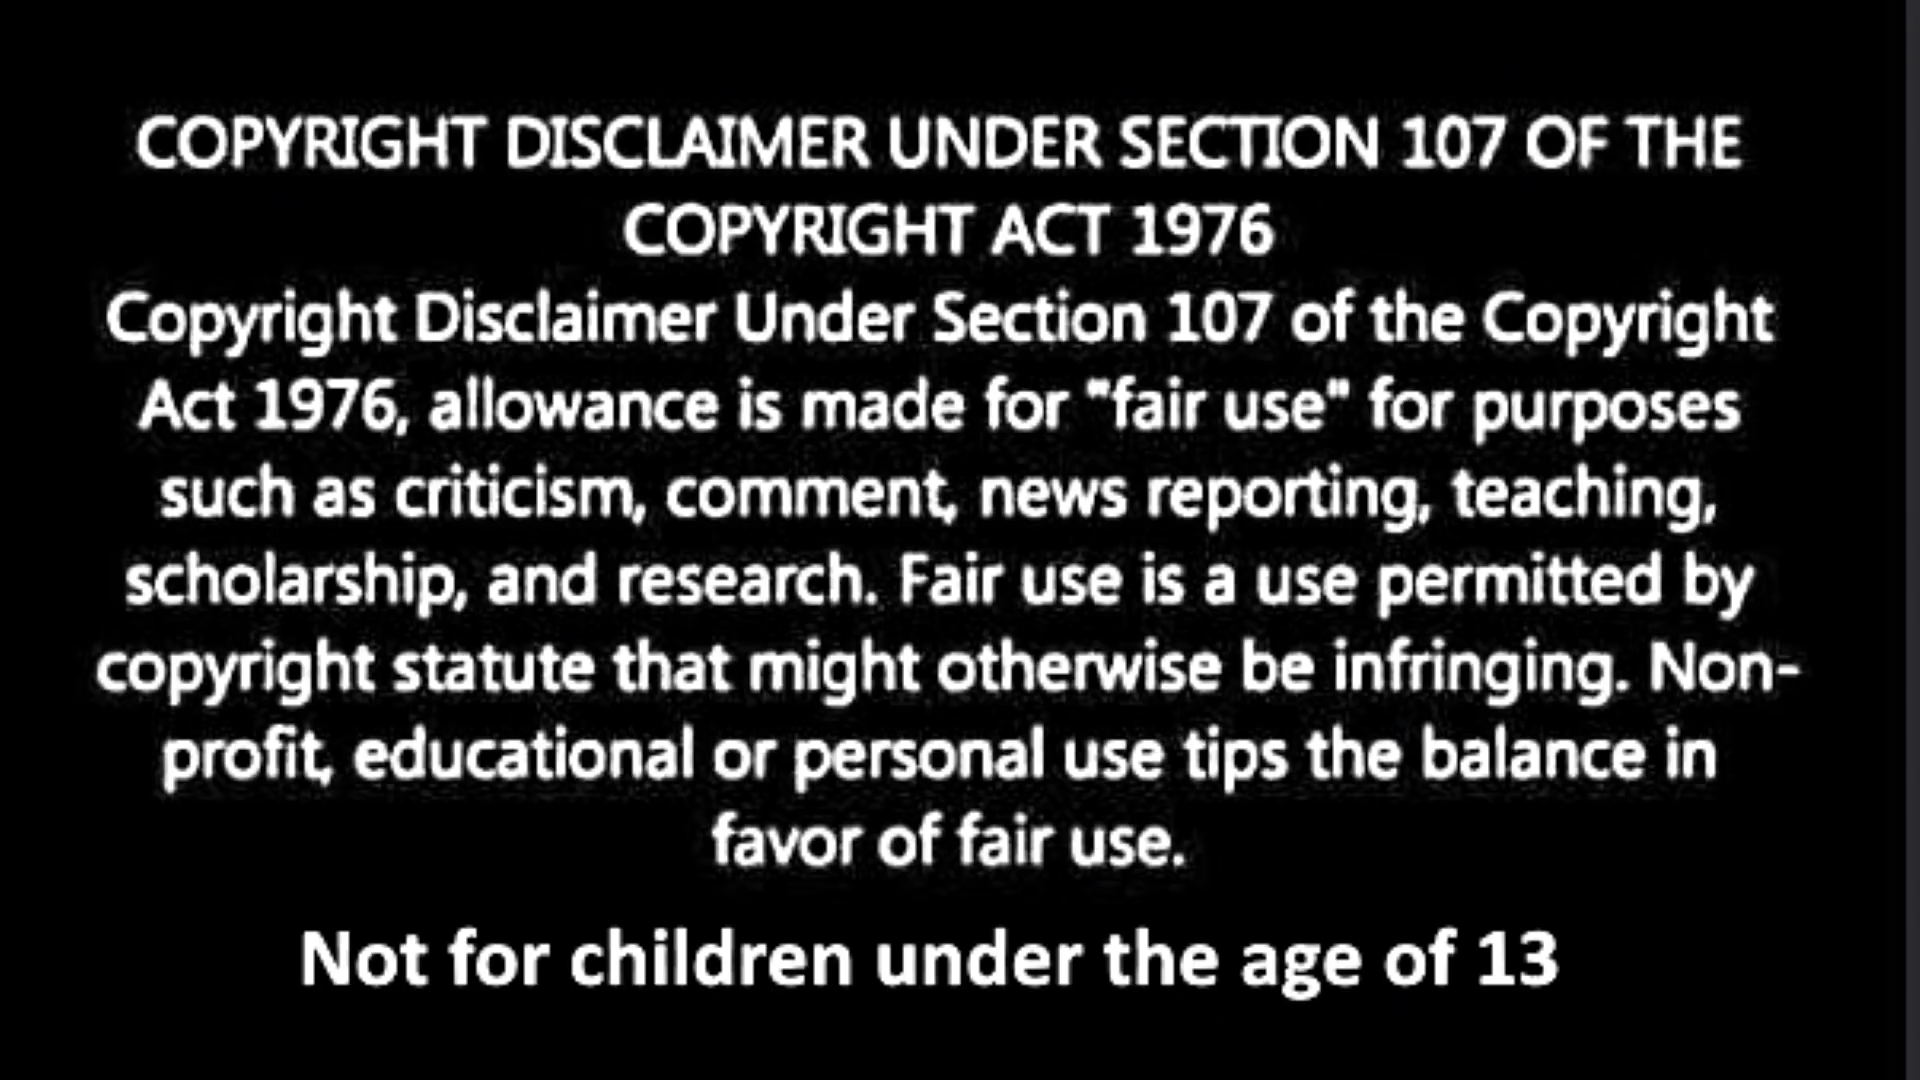 COPYRIGHT DISCLAIMER UNDER SECTION 107 OF THE
COPYRIGHT ACT 1976
Copyright Disclaimer Under Section 107 of the Copyright
Act 1976, allowance is made for "fair use" for purposes
such as criticism, comment, news reporting, teaching,
scholarship, and research. Fair use is a use permitted by
copyright statute that might otherwise be infringing. Non-
profit, educational or personal use tips the balance in
favor of fair use.
Not for children under the age of 13